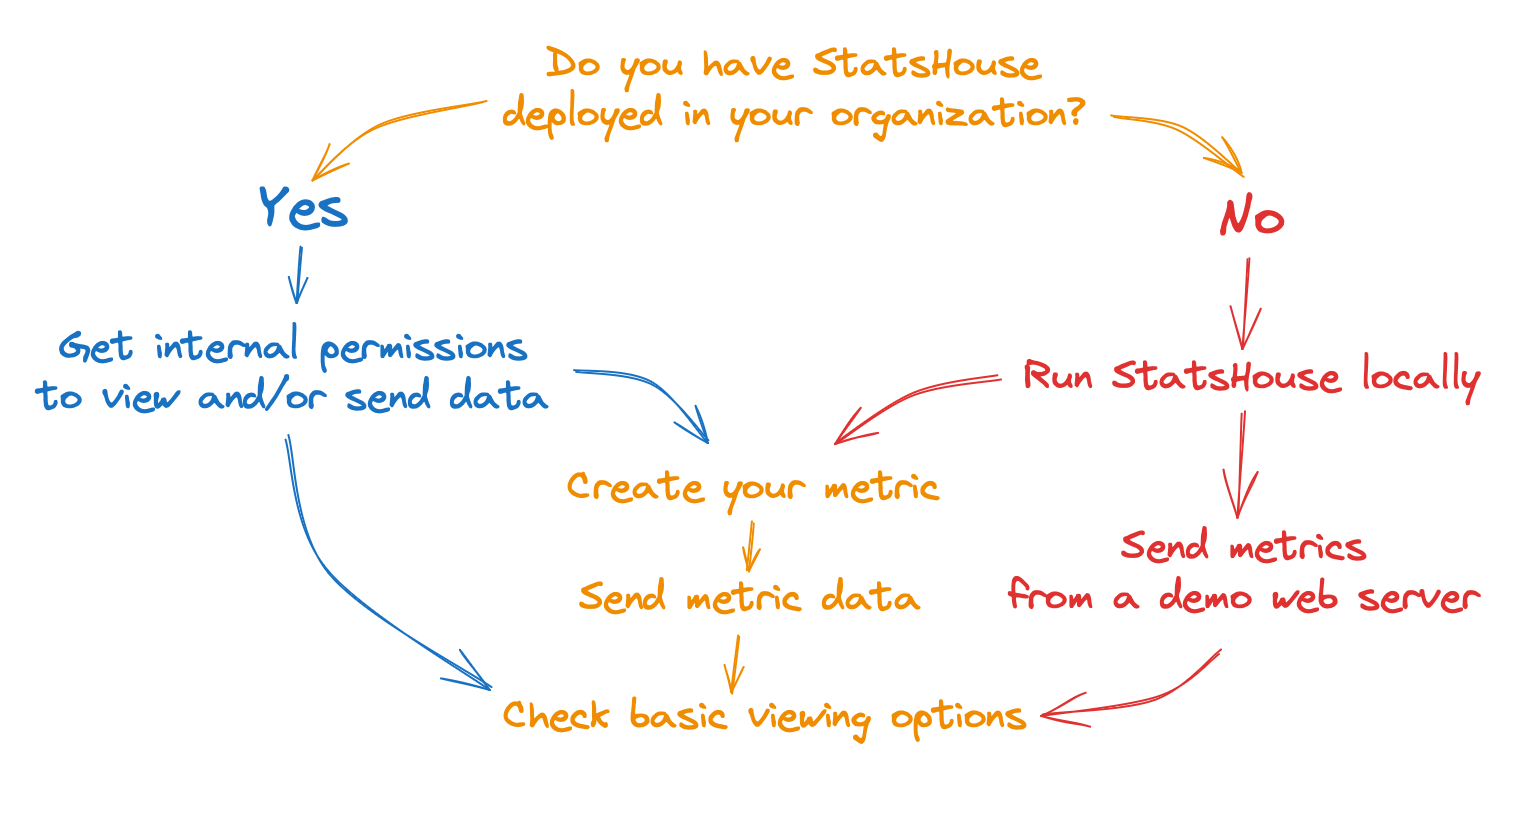 Do you have StatsHouse
deployed in your organization?
Yes
No
Get internal permissions
to view and/or send data
Run StatsHouse locally
Create your metric
Send metrics
from a demo web server
Send metric data
Check basic viewing options